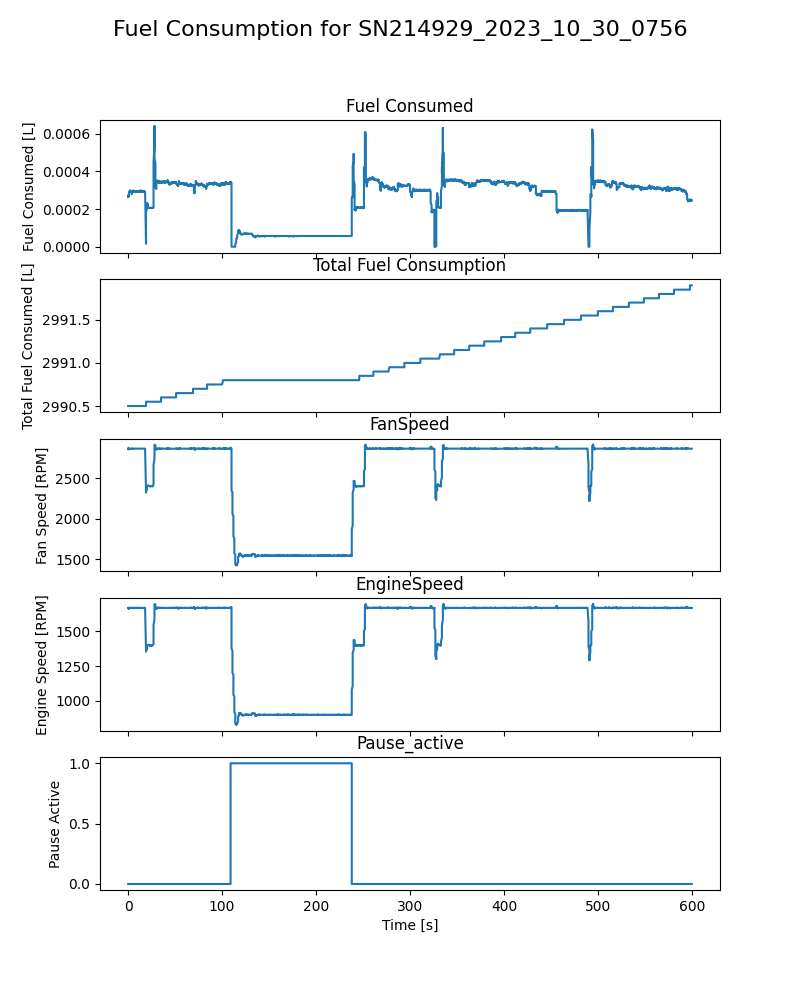 Fuel Consumption for SN214929_2023_10_30_0756
Fuel Consumed
Fuel Consumed [L]
0.0006
0.0004
0.0002
0.0000
Total Fuel Consumption
Total Fuel Consumed [L]
2991.5
2991.0
2990.5
FanSpeed
Fan Speed [RPM]
2500
2000
1500
EngineSpeed
Engine Speed [RPM]
1500
1250
1000
Pause_active
Pause Active
1.0
0.5
0.0
0 100 200 300 400 500 600
Time [s]